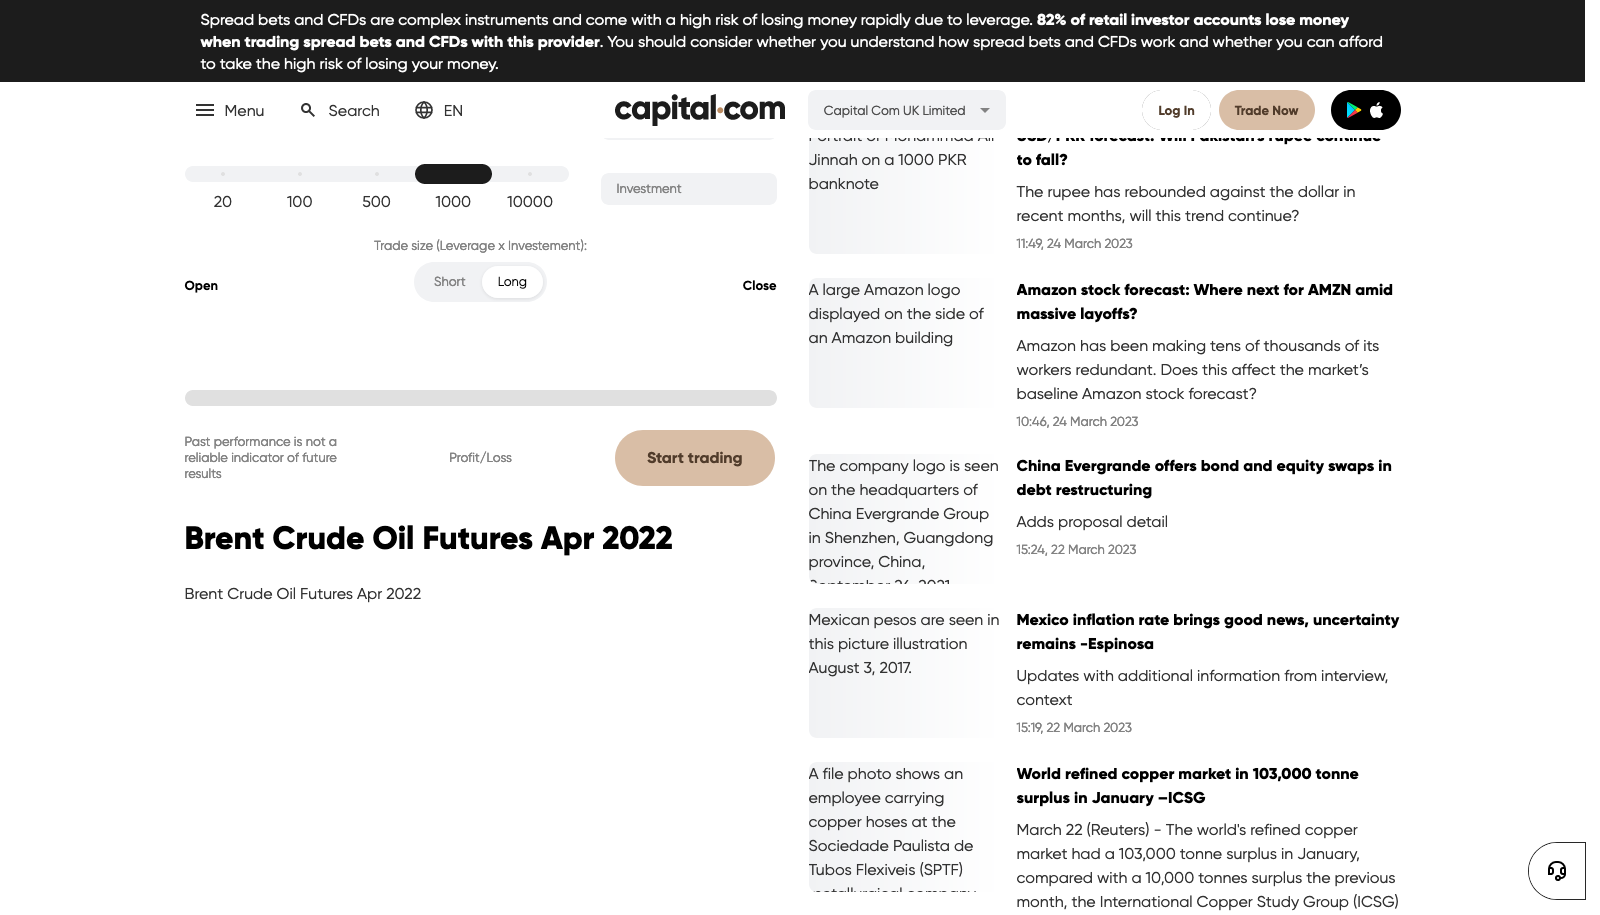 Spread bets and CFDs are complex instruments and come with a high risk of losing money rapidly due to leverage. 82% of retail investor accounts lose money
when trading spread bets and CFDs with this provider. You should consider whether you understand how spread bets and CFDs work and whether you can afford
to take the high risk of losing your money.
Menu
Search
EN
capital.com
Capital Com UK Limited
Log In
Trade Now
20
100
500
1000
10000
Investment
Trade size (Leverage x Investement):
Open
Short
Long
Close
Past performance is not a
reliable indicator of future
results
Profit/Loss
Start trading
Brent Crude Oil Futures Apr 2022
Brent Crude Oil Futures Apr 2022
Portrait of Mohammad Ali
Jinnah on a 1000 PKR
banknote
USD/PKR forecast: Will Pakistan's rupee continue
to fall?
The rupee has rebounded against the dollar in
recent months, will this trend continue?
11:49, 24 March 2023
A large Amazon logo
displayed on the side of
an Amazon building
Amazon stock forecast: Where next for AMZN amid
massive layoffs?
Amazon has been making tens of thousands of its
workers redundant. Does this affect the market’s
baseline Amazon stock forecast?
10:46, 24 March 2023
The company logo is seen
on the headquarters of
China Evergrande Group
in Shenzhen, Guangdong
province, China,
September 26, 2021
China Evergrande offers bond and equity swaps in
debt restructuring
Adds proposal detail
15:24, 22 March 2023
Mexican pesos are seen in
this picture illustration
August 3, 2017.
Mexico inflation rate brings good news, uncertainty
remains -Espinosa
Updates with additional information from interview,
context
15:19, 22 March 2023
A file photo shows an
employee carrying
copper hoses at the
Sociedade Paulista de
Tubos Flexiveis (SPTF)
World refined copper market in 103,000 tonne
surplus in January –ICSG
March 22 (Reuters) - The world's refined copper
market had a 103,000 tonne surplus in January,
compared with a 10,000 tonnes surplus the previous
month, the International Copper Study Group (ICSG)